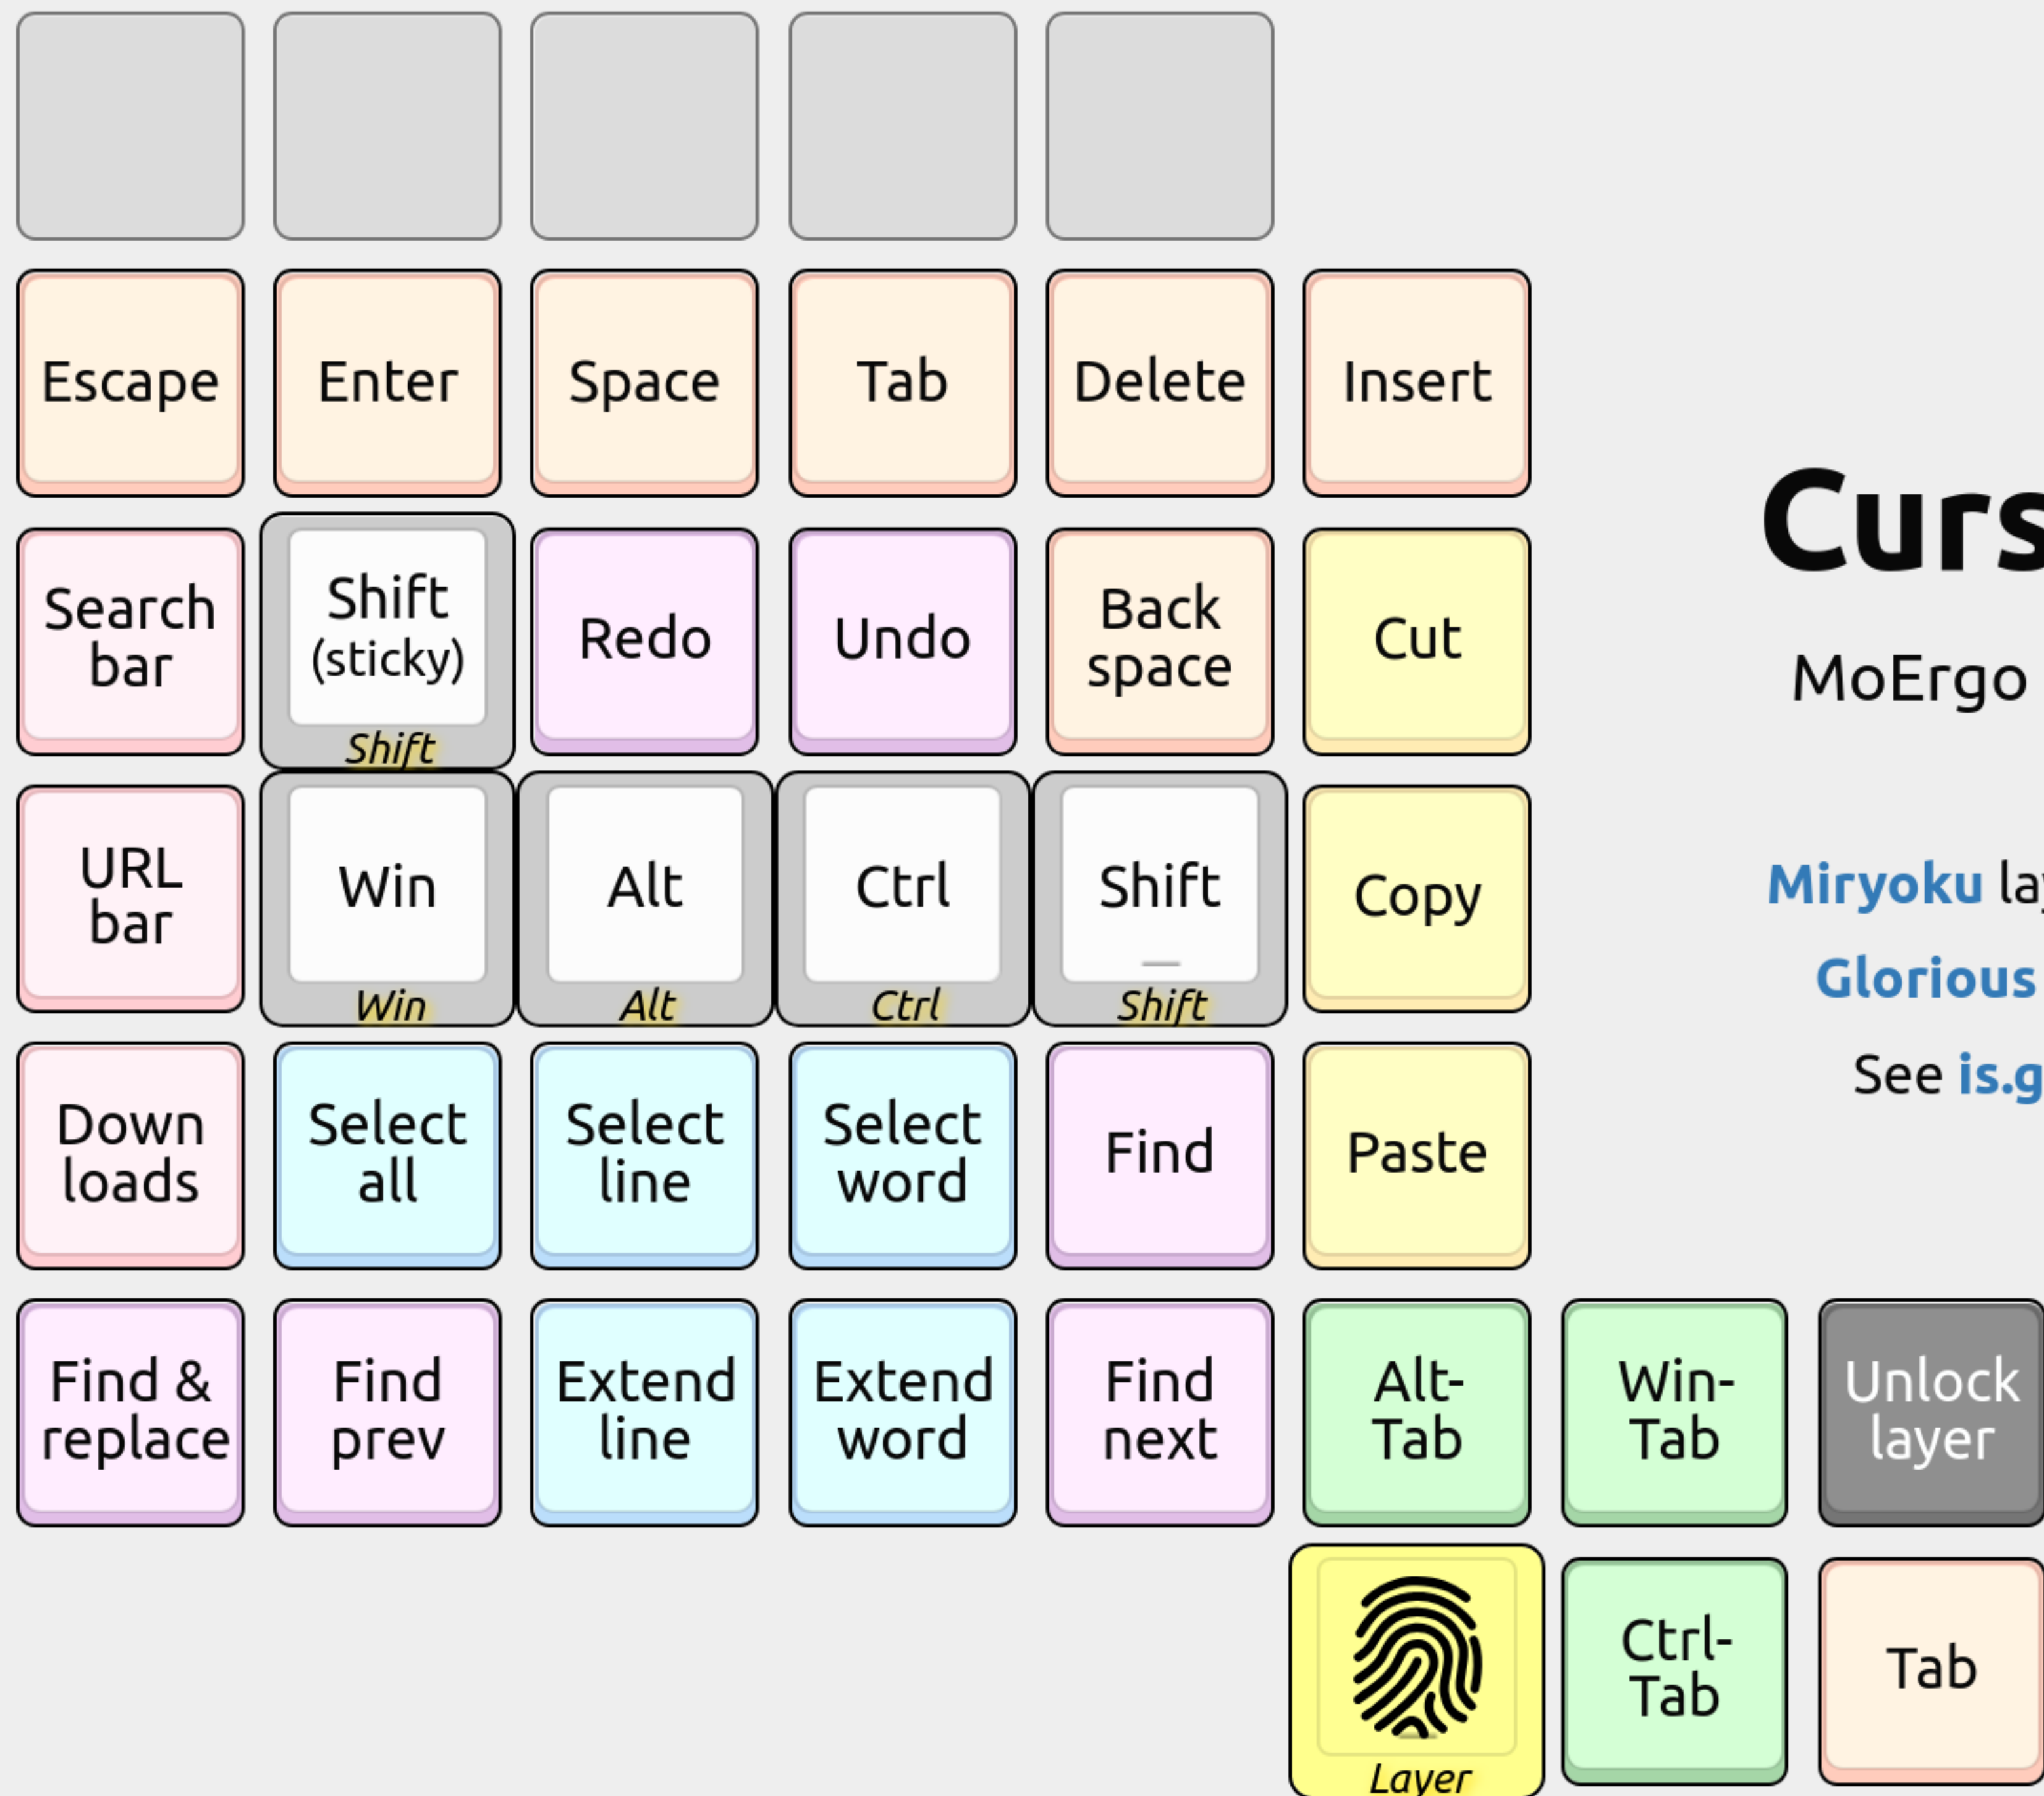 Escape
Enter
Space
Tab
Delete
Insert
Search
bar
Shift
(sticky)
Shift
Redo
Undo
Back
space
Cut
Curs
MoErgo
URL
bar
Win
Win
Alt
Alt
Ctrl
Ctrl
Shift
Shift
Copy
Miryoku lay
Glorious
See is.g
Down
loads
Select
all
Select
line
Select
word
Find
Paste
Find &
replace
Find
prev
Extend
line
Extend
word
Find
next
Alt-
Tab
Win-
Tab
Unlock
layer
Layer
Ctrl-
Tab
Tab